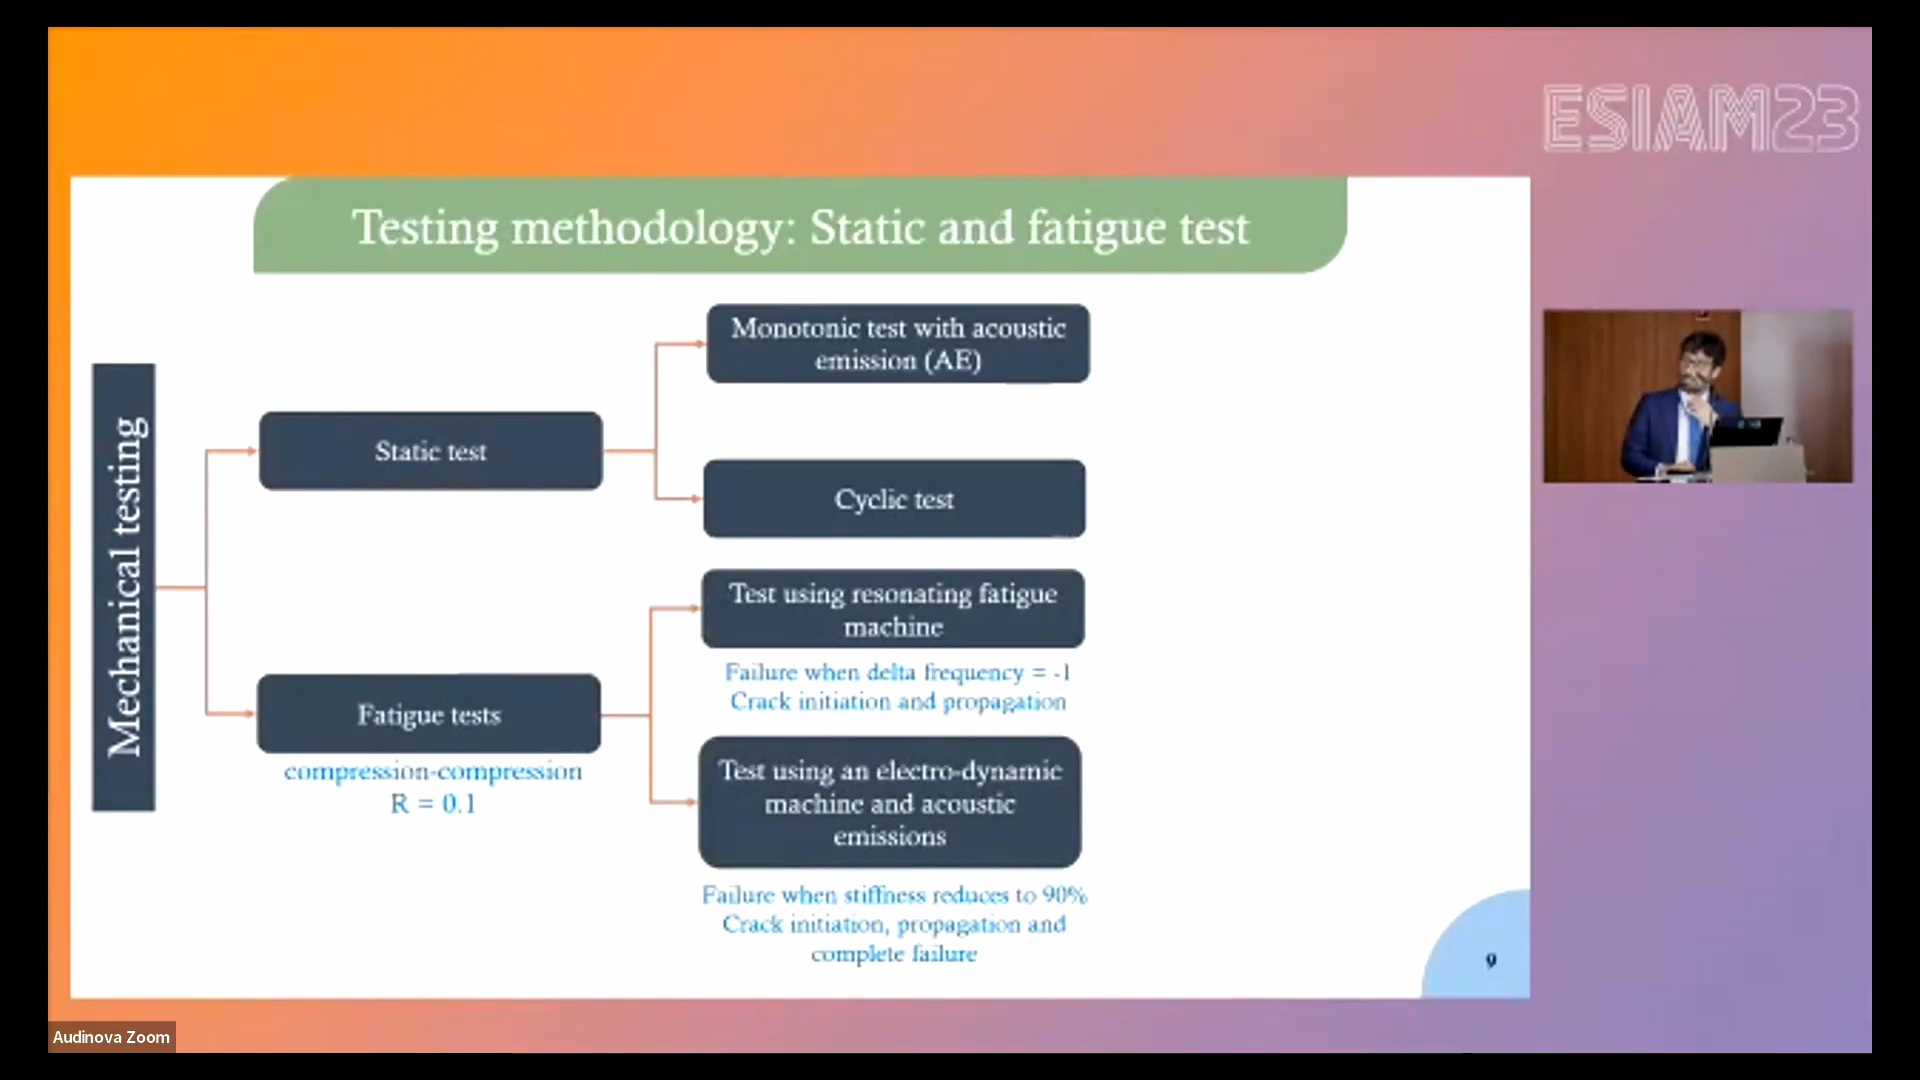 ESIAM23
Testing methodology: Static and fatigue test
Mechanical testing
Static test
Monotonic test with acoustic
emission (AE)
Cyclic test
Fatigue tests
compression-compression
R = 0.1
Test using resonating fatigue
machine
Failure when delta frequency = -1
Crack initiation and propagation
Test using an electro-dynamic
machine and acoustic
emissions
Failure when stiffness reduces to 90%
Crack initiation, propagation and
complete failure
9
Audinova Zoom